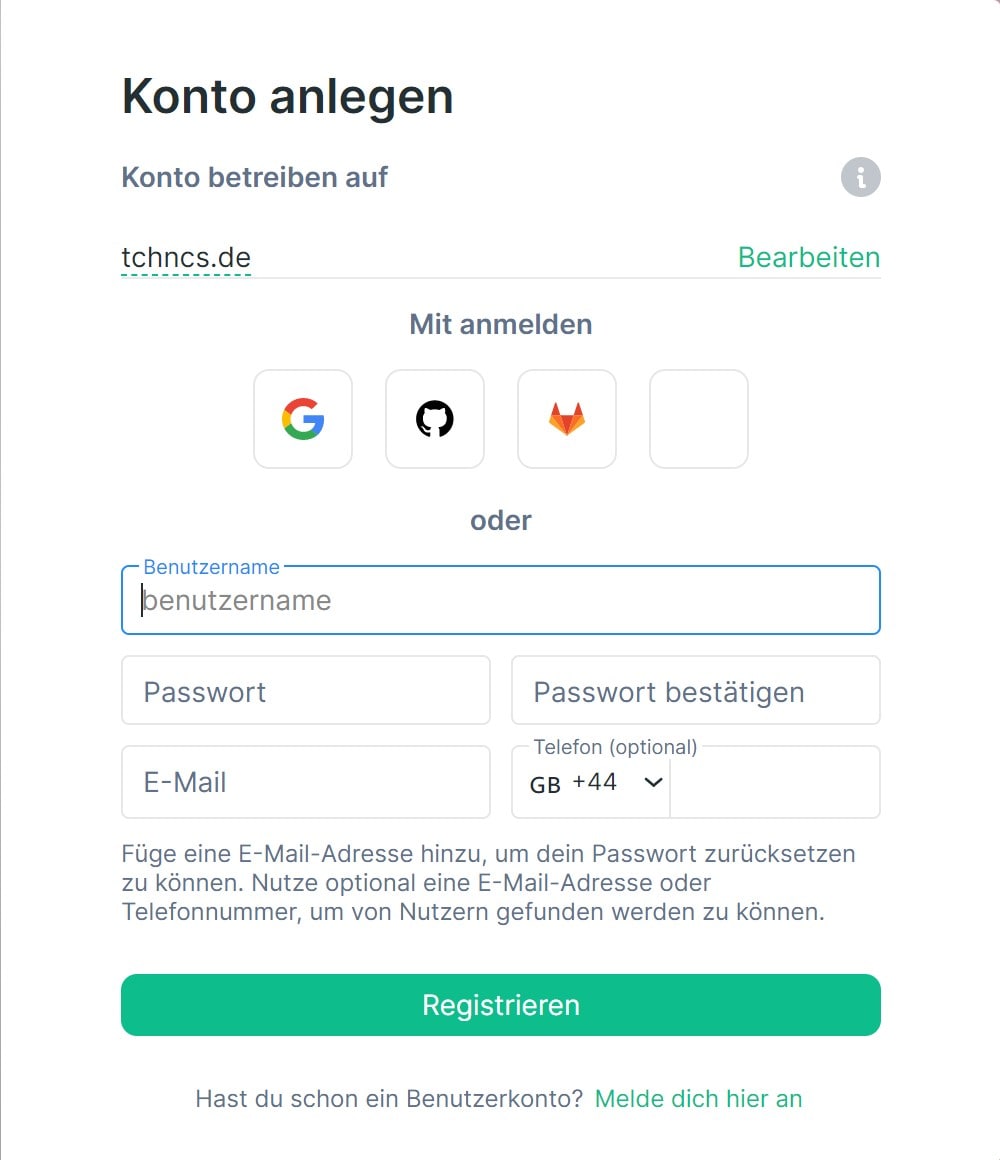 Konto anlegen
Konto betreiben auf
tchncs.de Bearbeiten
Mit anmelden
oder
Benutzername
benutzername
Passwort Passwort bestätigen
Telefon (optional)
E-Mail GB +44
Füge eine E-Mail-Adresse hinzu, um dein Passwort zurücksetzen
zu können. Nutze optional eine E-Mail-Adresse oder
Telefonnummer, um von Nutzern gefunden werden zu können.
Registrieren
Hast du schon ein Benutzerkonto? Melde dich hier an